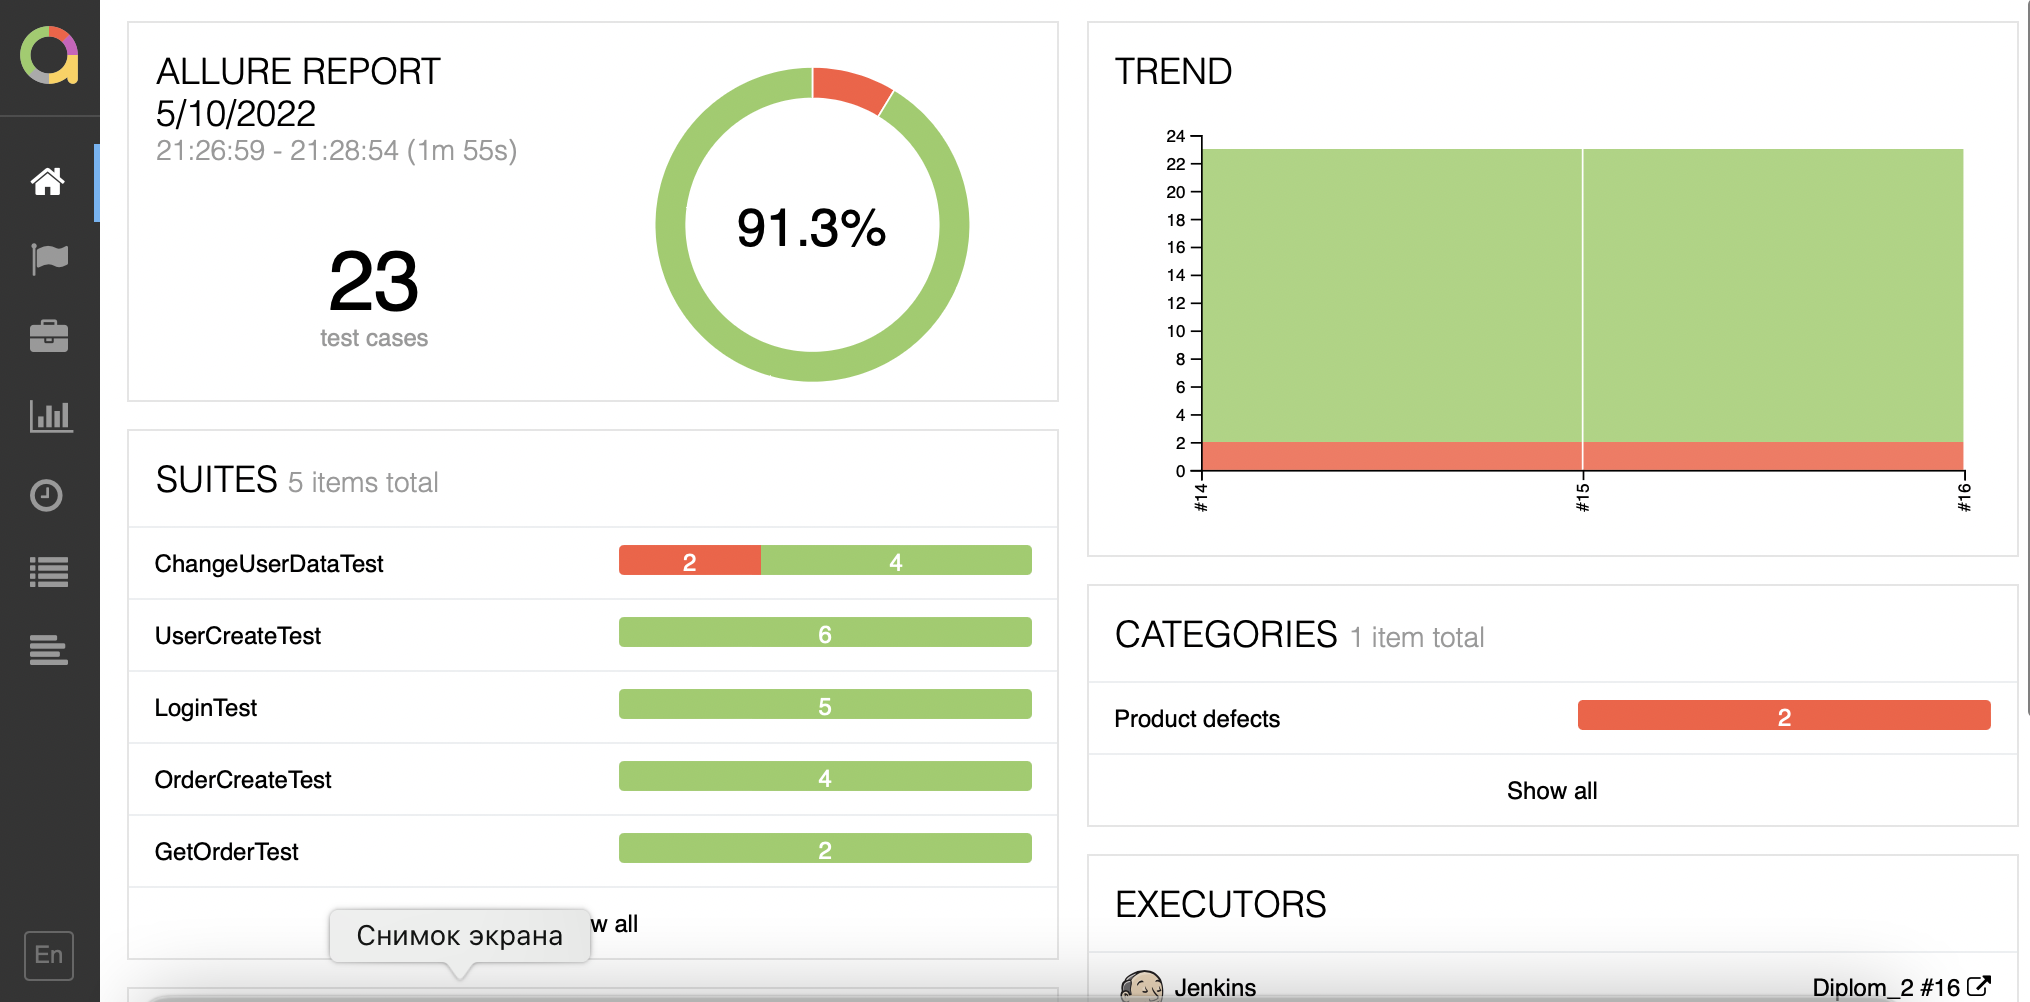 ALLURE REPORT
5/10/2022
21:26:59 - 21:28:54 (1m 55s)
23
test cases
91.3%
SUITES 5 items total
ChangeUserDataTest 2 4
UserCreateTest 6
LoginTest 5
OrderCreateTest 4
GetOrderTest 2
w all
Снимок экрана
En
TREND
24
22
20
18
16
14
12
10
8
6
4
2
0
#14 #15 #16
CATEGORIES 1 item total
Product defects 2
Show all
EXECUTORS
Jenkins Diplom_2 #16